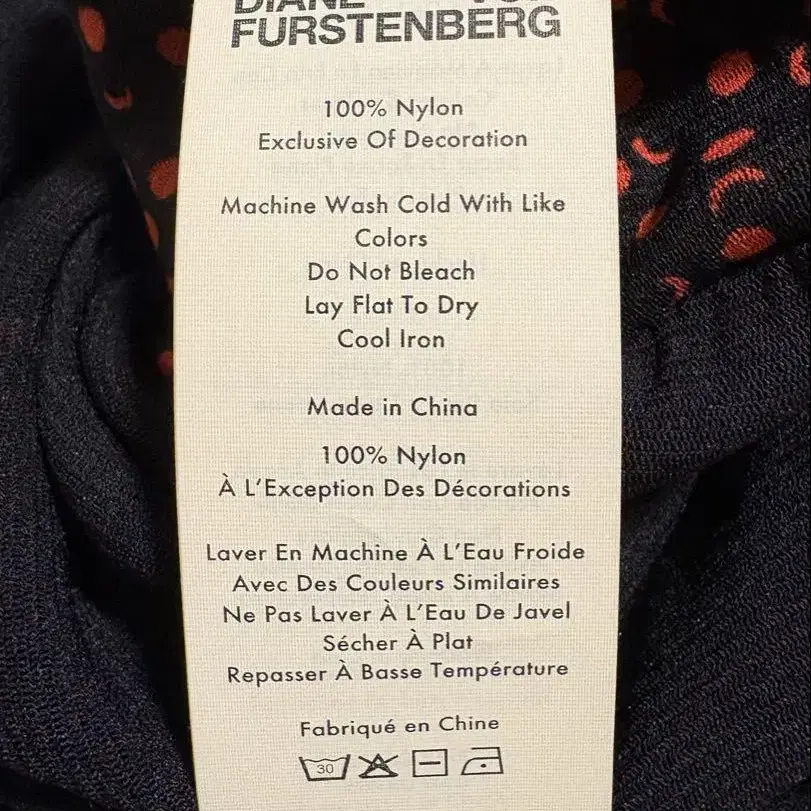 DIANE
FURSTENBERG
100% Nylon
Exclusive Of Decoration
Machine Wash Cold With Like
Colors
Do Not Bleach
Lay Flat To Dry
Cool Iron
Made in China
100% Nylon
À L'Exception Des Décorations
Laver En Machine À L'Eau Froide
Avec Des Couleurs Similaires
Ne Pas Laver À L'Eau De Javel
Sécher À Plat
Repasser À Basse Température
Fabriqué en Chine
30